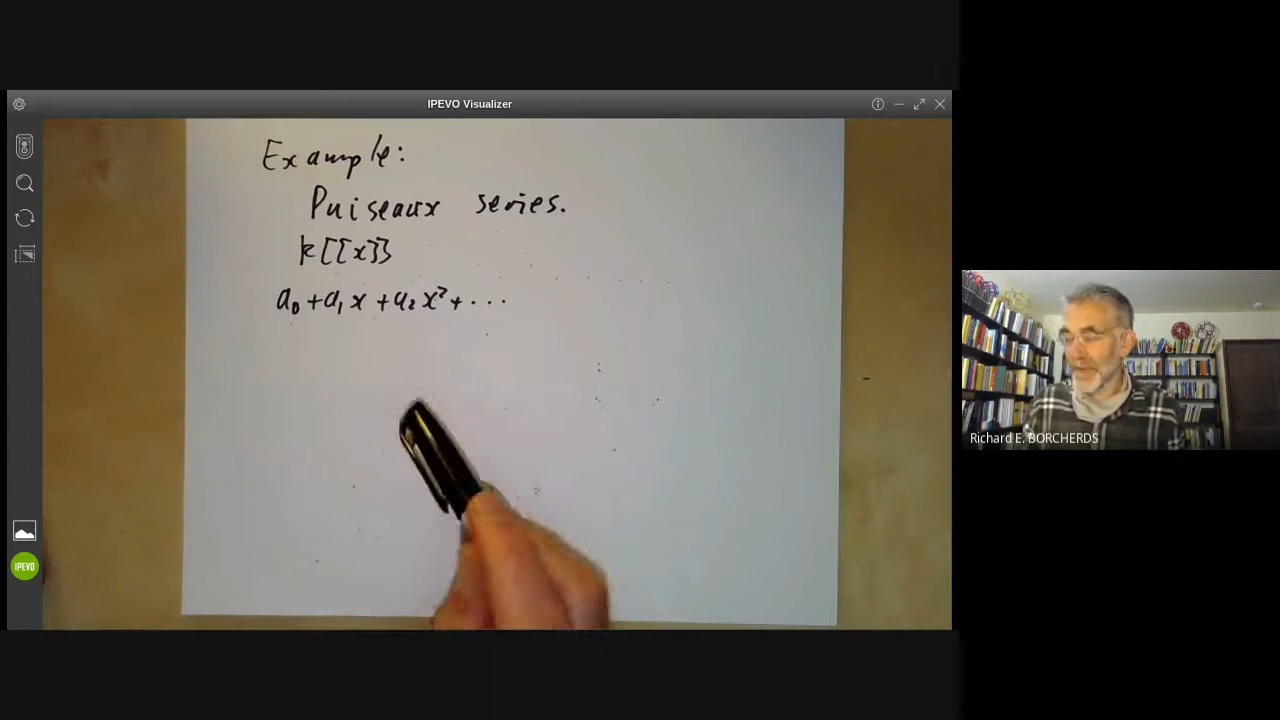 IPEVO Visualizer
Example:
Puiseaux series.
k[[x]]
a₀ + a₁x + a₂x² + ...
Richard E. BORCHERDS
IPEVO